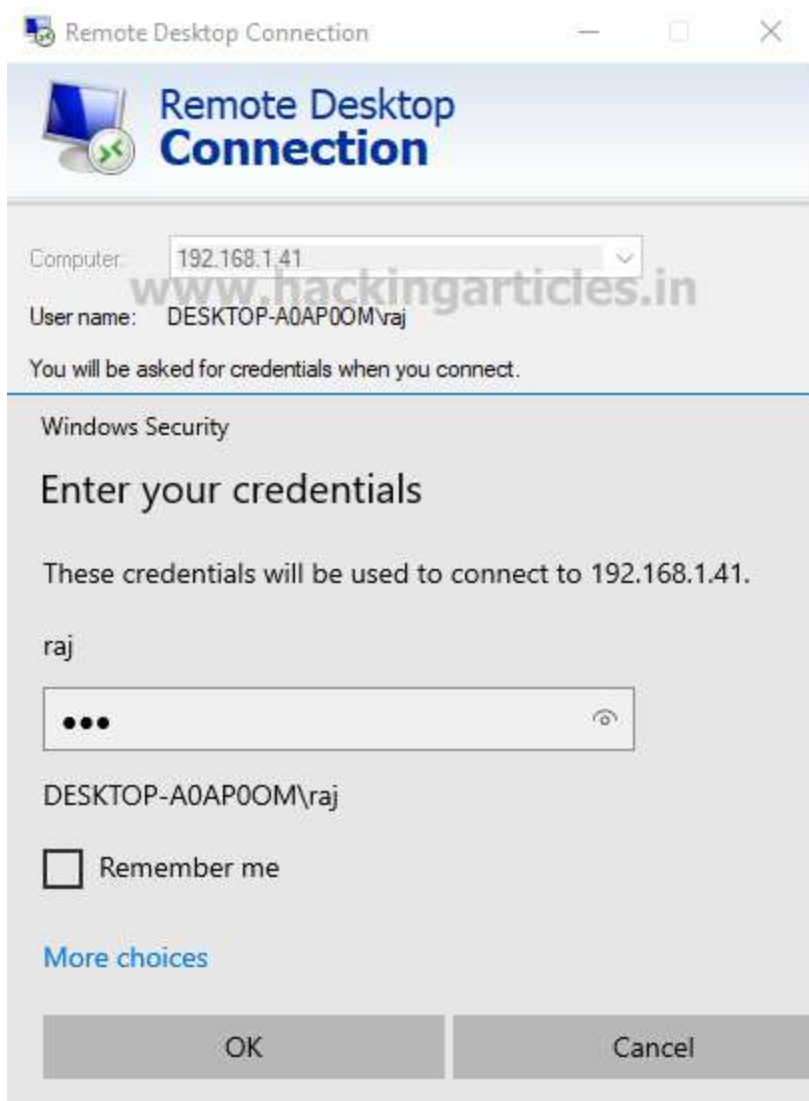 Remote Desktop Connection
Remote Desktop
Connection
Computer: 192.168.1.41
www.hackingarticles.in
User name: DESKTOP-A0AP0OM\raj
You will be asked for credentials when you connect.
Windows Security
Enter your credentials
These credentials will be used to connect to 192.168.1.41.
raj
DESKTOP-A0AP0OM\raj
Remember me
More choices
OK Cancel